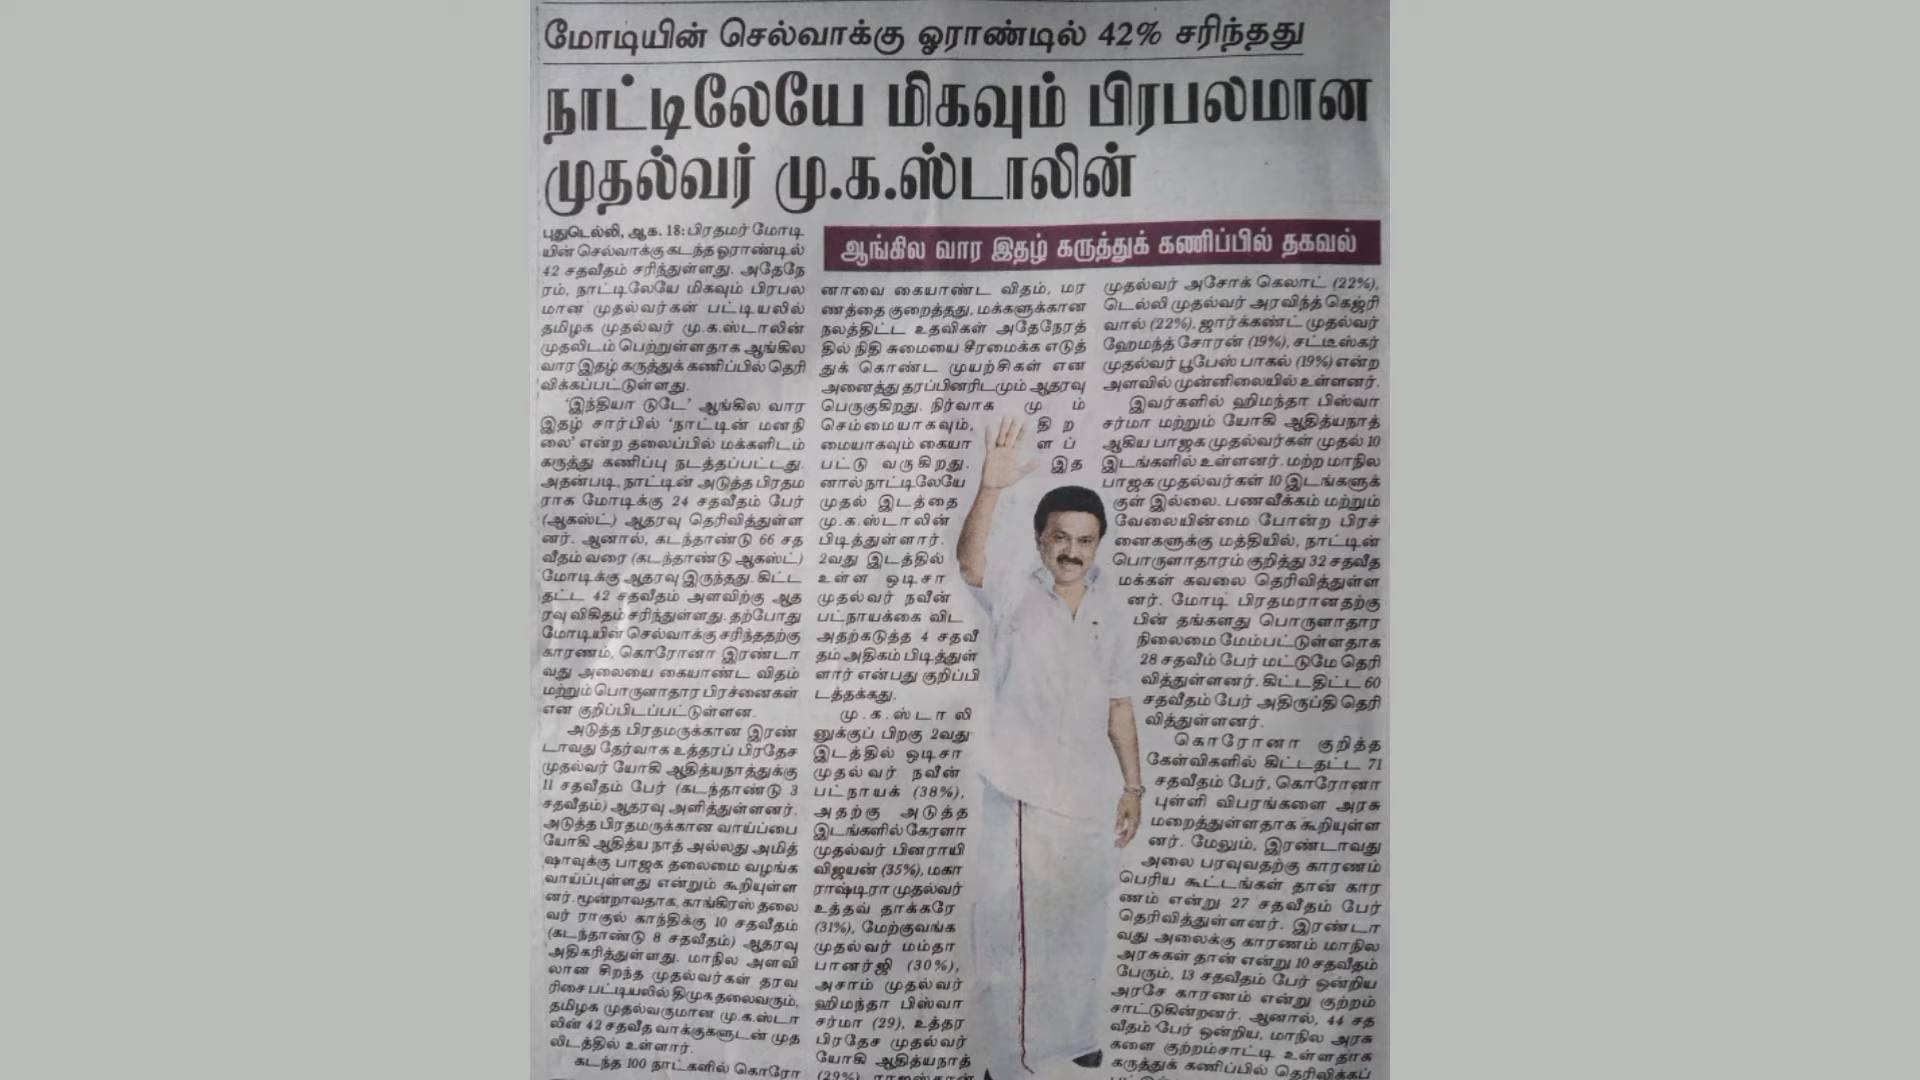 மோடியின் செல்வாக்கு ஓராண்டில் 42% சரிந்தது
நாட்டிலேயே மிகவும் பிரபலமான
முதல்வர் மு.க.ஸ்டாலின்
ஆங்கில வார இதழ் கருத்துக் கணிப்பில் தகவல்
புதுடெல்லி, ஆக. 18: பிரதமர் மோடி
யின் செல்வாக்கு கடந்த ஓராண்டில்
42 சதவீதம் சரிந்துள்ளது. அதேநே
ரம், நாட்டிலேயே மிகவும் பிரபல
மான முதல்வர்கள் பட்டியலில்
தமிழக முதல்வர் மு.க.ஸ்டாலின்
முதலிடம் பெற்றுள்ளதாக ஆங்கில
வார இதழ் கருத்துக் கணிப்பில் தெரி
விக்கப்பட்டுள்ளது.
'இந்தியா டுடே' ஆங்கில வார
இதழ் சார்பில் 'நாட்டின் மனநி
லை' என்ற தலைப்பில் மக்களிடம்
கருத்து கணிப்பு நடத்தப்பட்டது.
அதன்படி, நாட்டின் அடுத்த பிரதம
ராக மோடிக்கு 24 சதவீதம் பேர்
(ஆகஸ்ட்) ஆதரவு தெரிவித்துள்ள
னர். ஆனால், கடந்தாண்டு 66 சத
வீதம் வரை (கடந்தாண்டு ஆகஸ்ட்)
மோடிக்கு ஆதரவு இருந்தது. கிட்ட
தட்ட 42 சதவீதம் அளவிற்கு ஆத
ரவு விகிதம் சரிந்துள்ளது. தற்போது
மோடியின் செல்வாக்கு சரிந்ததற்கு
காரணம், கொரோனா இரண்டா
வது அலையை கையாண்ட விதம்
மற்றும் பொருளாதார பிரச்னைகள்
என குறிப்பிடப்பட்டுள்ளன.
அடுத்த பிரதமருக்கான இரண்
டாவது தேர்வாக உத்தரப் பிரதேச
முதல்வர் யோகி ஆதித்யநாத்துக்கு
11 சதவீதம் பேர் (கடந்தாண்டு 3
சதவீதம்) ஆதரவு அளித்துள்ளனர்.
அடுத்த பிரதமருக்கான வாய்ப்பை
யோகி ஆதித்ய நாத் அல்லது அமித்
ஷாவுக்கு பாஜக தலைமை வழங்க
வாய்ப்புள்ளது என்றும் கூறியுள்ள
னர். மூன்றாவதாக, காங்கிரஸ் தலை
வர் ராகுல் காந்திக்கு 10 சதவீதம்
(கடந்தாண்டு 8 சதவீதம்) ஆதரவு
அதிகரித்துள்ளது. மாநில அளவி
லான சிறந்த முதல்வர்கள் தரவ
ரிசை பட்டியலில் திமுக தலைவரும்,
தமிழக முதல்வருமான மு.க.ஸ்டா
லின் 42 சதவீத வாக்குகளுடன் முத
லிடத்தில் உள்ளார்.
கடந்த 100 நாட்களில் கொரோ
னாவை கையாண்ட விதம், மர
ணத்தை குறைத்தது, மக்களுக்கான
நலத்திட்ட உதவிகள் அதேநேரத்
தில் நிதி சுமையை சீரமைக்க எடுத்
துக் கொண்ட முயற்சிகள் என
அனைத்து தரப்பினரிடமும் ஆதரவு
பெருகுகிறது. நிர்வாக மு ம்
செம்மையாகவும், தி ற
மையாகவும் கையா ள ப்
பட்டு வருகிறது. இத
னால் நாட்டிலேயே
முதல் இடத்தை
மு.க.ஸ்டாலின்
பிடித்துள்ளார்.
2வது இடத்தில்
உள்ள ஒடிசா
முதல்வர் நவீன்
பட்நாயக்கை விட
அதற்கடுத்த 4 சதவீ
தம் அதிகம் பிடித்துள்
ளார் என்பது குறிப்பி
டத்தக்கது.
மு.க.ஸ்டாலி
னுக்குப் பிறகு 2வது
இடத்தில் ஒடிசா
முதல்வர் நவீன்
பட்நாயக் (38%),
அதற்கு அடுத்த
இடங்களில் கேரளா
முதல்வர் பினராயி
விஜயன் (35%), மகா
ராஷ்டிரா முதல்வர்
உத்தவ் தாக்கரே
(31%), மேற்குவங்க
முதல்வர் மம்தா
பானர்ஜி (30%),
அசாம் முதல்வர்
ஹிமந்தா பிஸ்வா
சர்மா (29), உத்தர
பிரதேச முதல்வர்
யோகி ஆதித்யநாத்
(29%), ராஜஸ்தான்
முதல்வர் அசோக் கெலாட் (22%),
டெல்லி முதல்வர் அரவிந்த் கெஜ்ரி
வால் (22%), ஜார்க்கண்ட் முதல்வர்
ஹேமந்த் சோரன் (19%), சட்டீஸ்கர்
முதல்வர் பூபேஸ் பாகல் (19%) என்ற
அளவில் முன்னிலையில் உள்ளனர்.
இவர்களில் ஹிமந்தா பிஸ்வா
சர்மா மற்றும் யோகி ஆதித்யநாத்
ஆகிய பாஜக முதல்வர்கள் முதல் 10
இடங்களில் உள்ளனர். மற்ற மாநில
பாஜக முதல்வர்கள் 10 இடங்களுக்
குள் இல்லை. பணவீக்கம் மற்றும்
வேலையின்மை போன்ற பிரச்
னைகளுக்கு மத்தியில், நாட்டின்
பொருளாதாரம் குறித்து 32 சதவீத
மக்கள் கவலை தெரிவித்துள்ள
னர். மோடி பிரதமரானதற்கு
பின் தங்களது பொருளாதார
நிலைமை மேம்பட்டுள்ளதாக
28 சதவீம் பேர் மட்டுமே தெரி
வித்துள்ளனர். கிட்டதிட்ட 60
சதவீதம் பேர் அதிருப்தி தெரி
வித்துள்ளனர்.
கொரோனா குறித்த
கேள்விகளில் கிட்டதட்ட 71
சதவீதம் பேர், கொரோனா
புள்ளி விபரங்களை அரசு
மறைத்துள்ளதாக கூறியுள்ள
னர். மேலும், இரண்டாவது
அலை பரவுவதற்கு காரணம்
பெரிய கூட்டங்கள் தான் கார
ணம் என்று 27 சதவீதம் பேர்
தெரிவித்துள்ளனர். இரண்டா
வது அலைக்கு காரணம் மாநில
அரசுகள் தான் என்று 10 சதவீதம்
பேரும், 13 சதவீதம் பேர் ஒன்றிய
அரசே காரணம் என்று குற்றம்
சாட்டுகின்றனர். ஆனால், 44 சத
வீதம் பேர் ஒன்றிய, மாநில அரசு
களை குற்றம்சாட்டி உள்ளதாக
கருத்துக் கணிப்பில் தெரிவிக்கப்